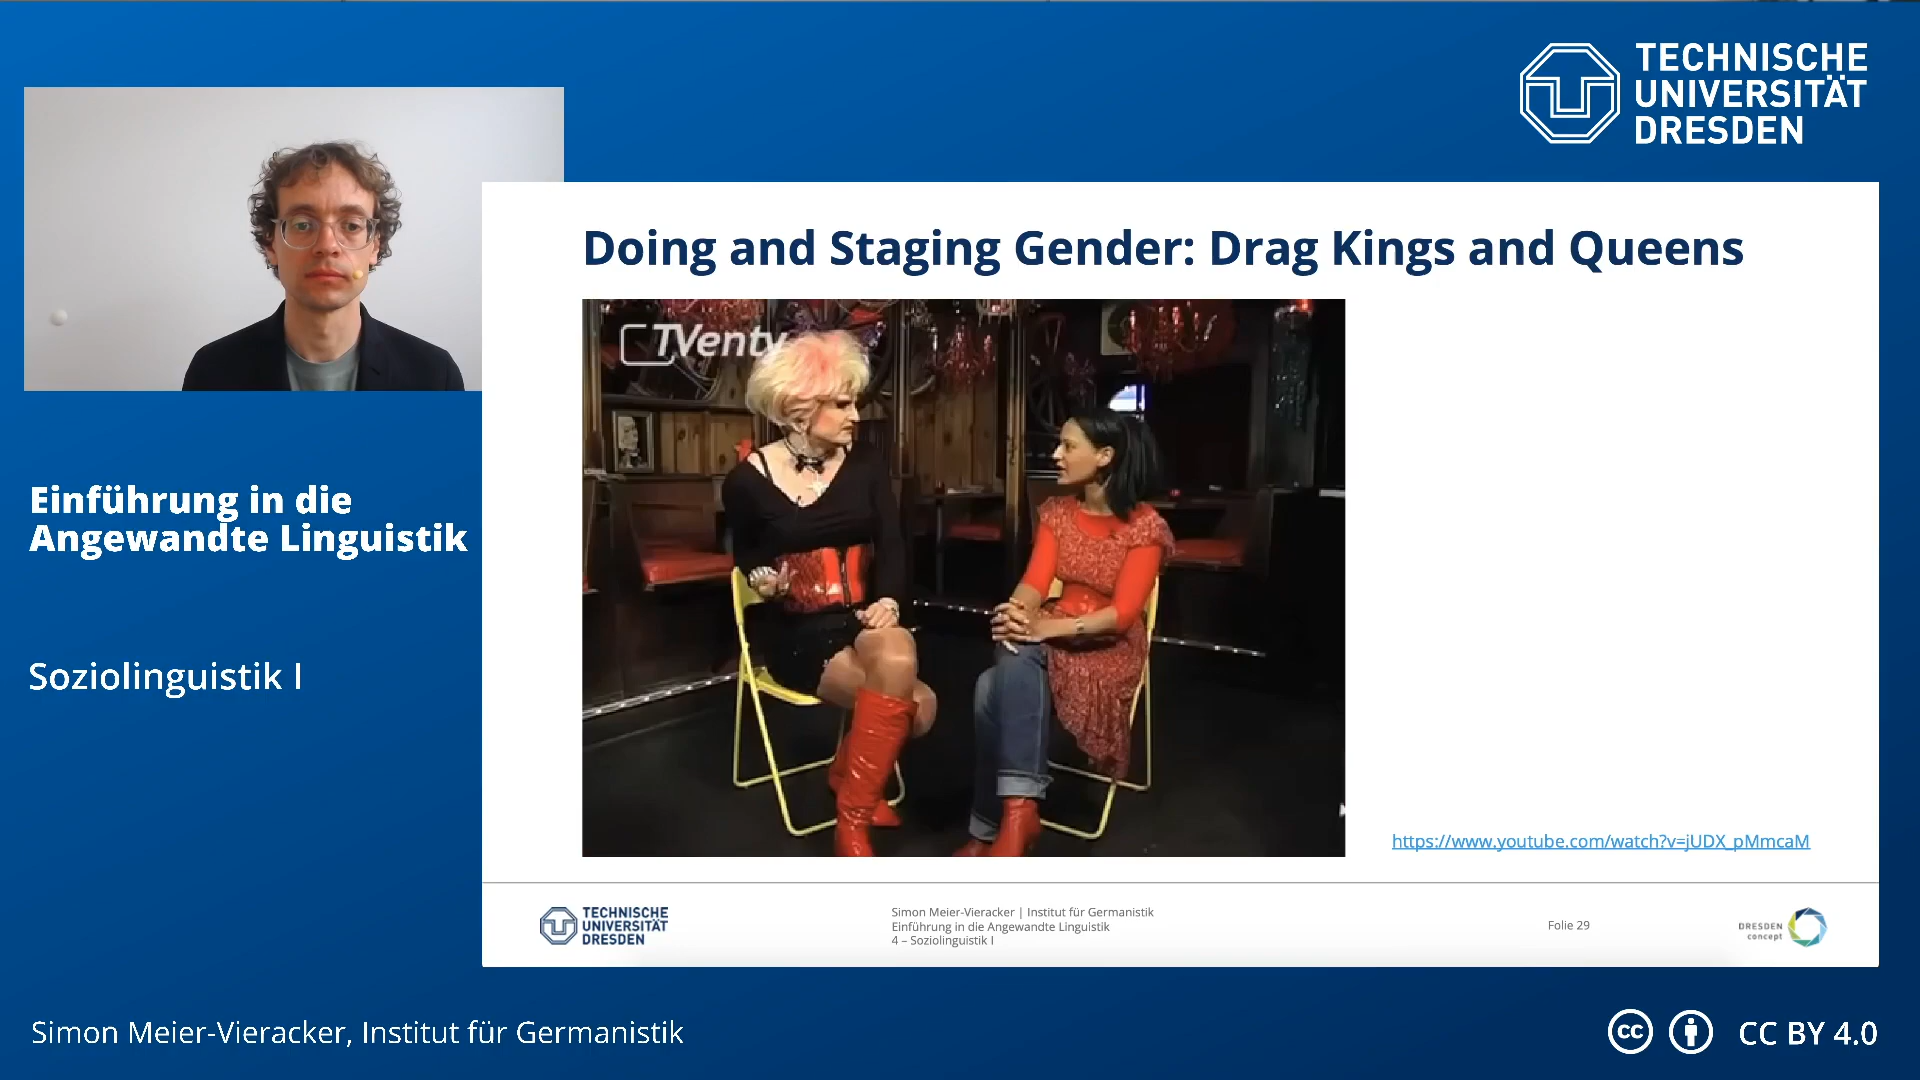 TECHNISCHE
UNIVERSITÄT
DRESDEN
Doing and Staging Gender: Drag Kings and Queens
TVenty
Einführung in die
Angewandte Linguistik
Soziolinguistik I
https://www.youtube.com/watch?v=jUDX_pMmcaM
TECHNISCHE
UNIVERSITÄT
DRESDEN
Simon Meier-Vieracker | Institut für Germanistik
Einführung in die Angewandte Linguistik
4 – Soziolinguistik I
Folie 29
DRESDEN
concept
Simon Meier-Vieracker, Institut für Germanistik
cc
CC BY 4.0